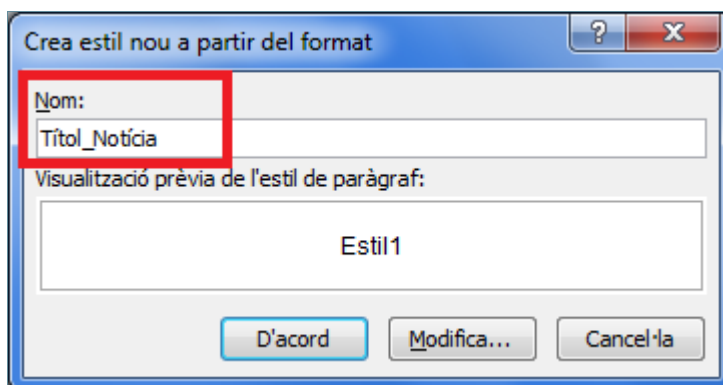 Crea estil nou a partir del format
?
X
Nom:
Títol_Notícia
Visualització prèvia de l'estil de paràgraf:
Estil1
D'acord Modifica... Cancel·la